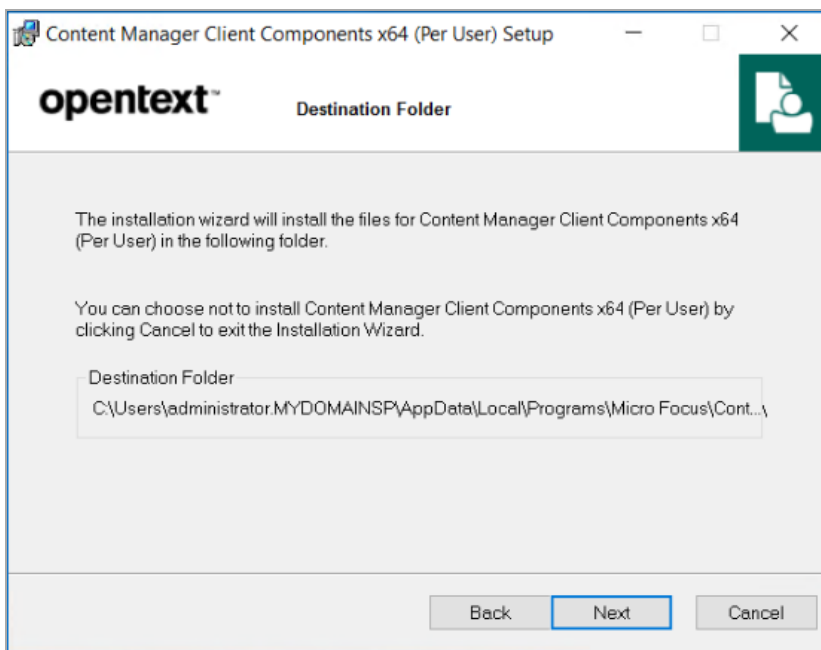 Content Manager Client Components x64 (Per User) Setup
opentext™
Destination Folder
The installation wizard will install the files for Content Manager Client Components x64
(Per User) in the following folder.
You can choose not to install Content Manager Client Components x64 (Per User) by
clicking Cancel to exit the Installation Wizard.
Destination Folder
C:\Users\administrator.MYDOMAINSP\AppData\Local\Programs\Micro Focus\Cont...\
Back Next Cancel